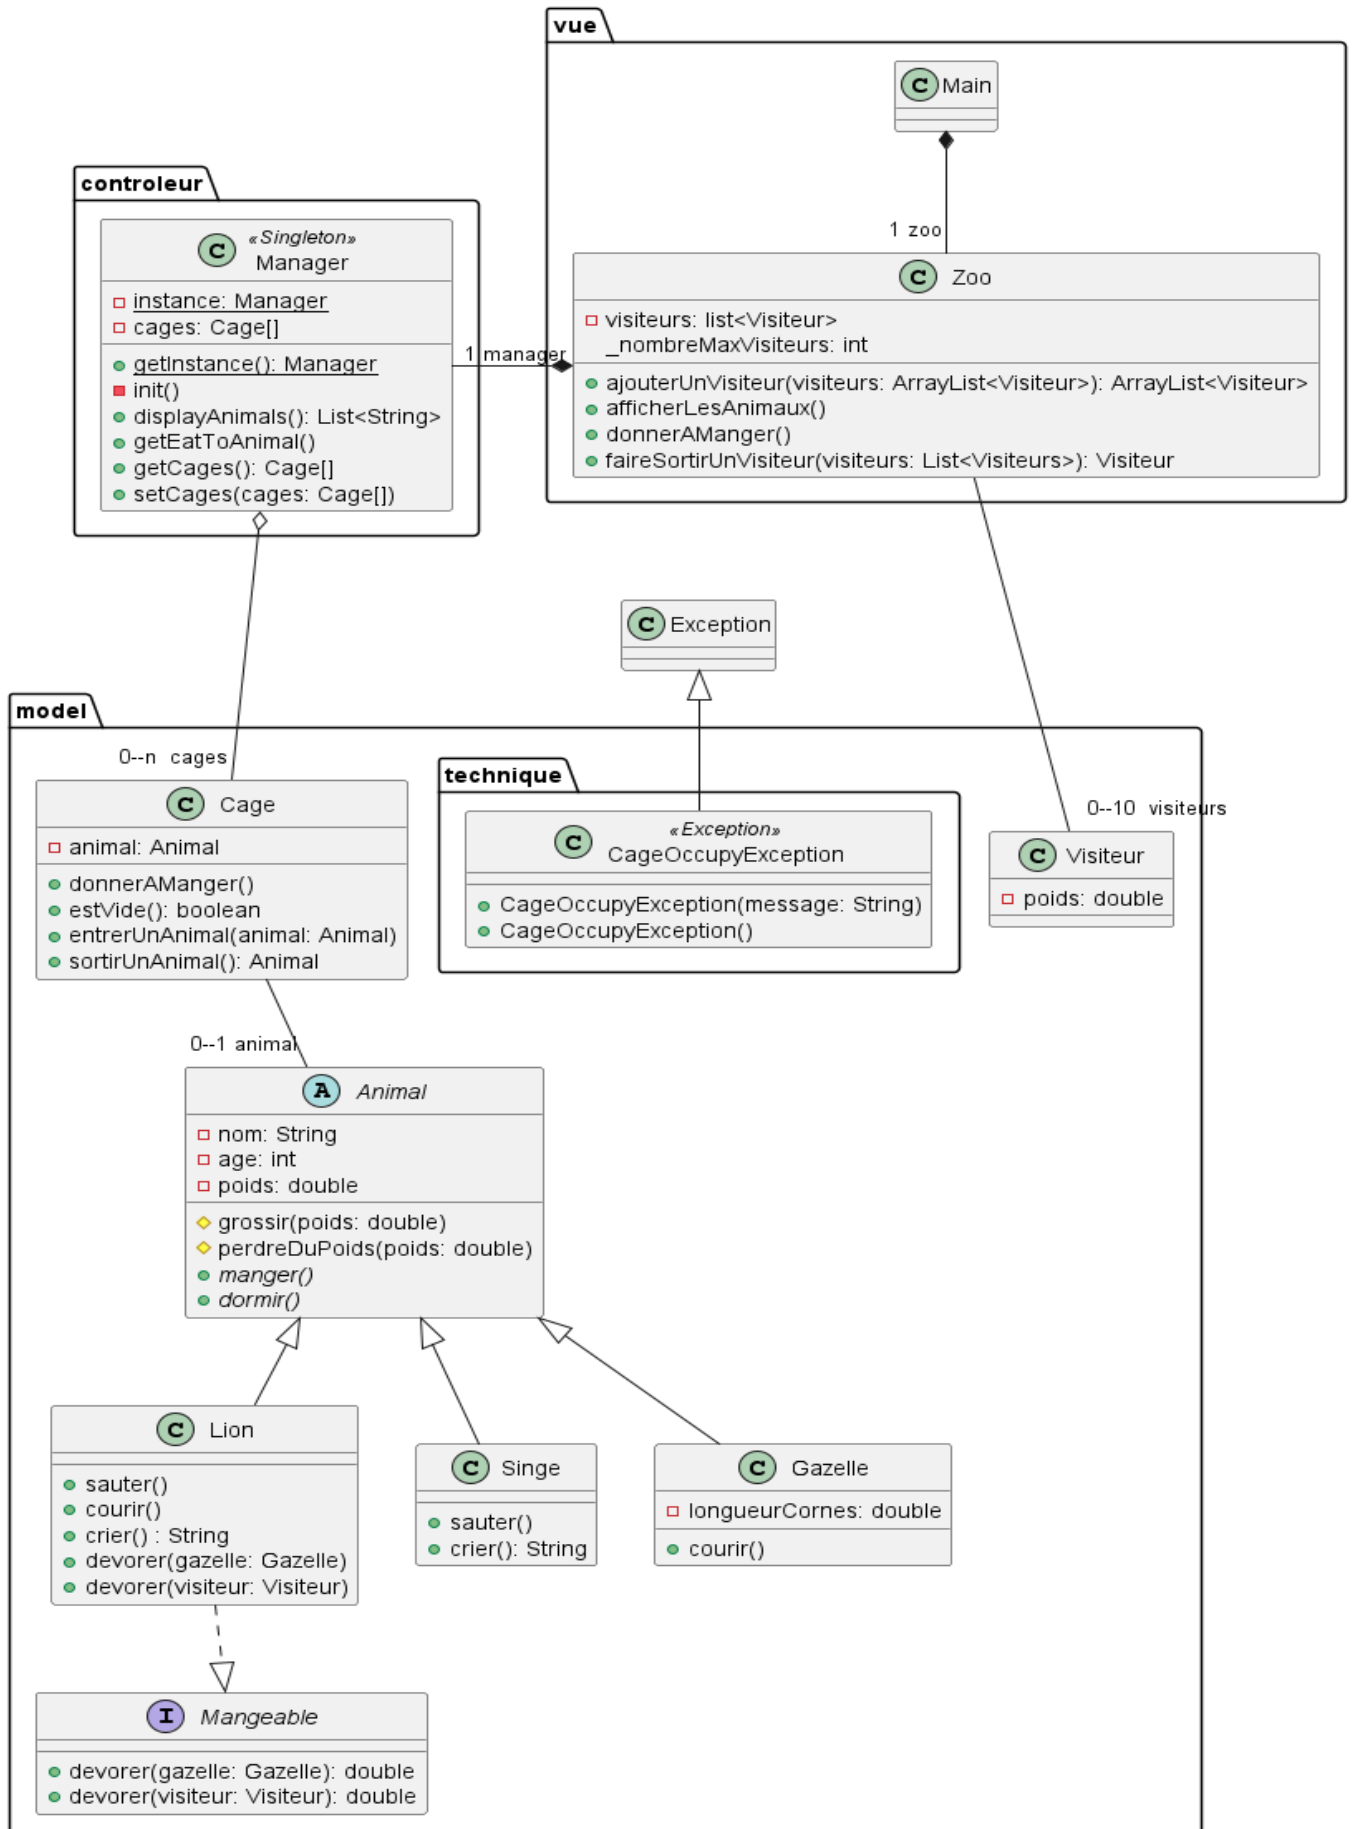 vue
C Main
1 zoo
controleur
C «Singleton»
Manager
instance: Manager
cages: Cage[]
getInstance(): Manager
init()
displayAnimals(): List<String>
getEatToAnimal()
getCages(): Cage[]
setCages(cages: Cage[])
1 manager
C Zoo
visiteurs: list<Visiteur>
_nombreMaxVisiteurs: int
ajouterUnVisiteur(visiteurs: ArrayList<Visiteur>): ArrayList<Visiteur>
afficherLesAnimaux()
donnerAManger()
faireSortirUnVisiteur(visiteurs: List<Visiteurs>): Visiteur
C Exception
model
0--n cages
C Cage
animal: Animal
donnerAManger()
estVide(): boolean
entrerUnAnimal(animal: Animal)
sortirUnAnimal(): Animal
technique
C «Exception»
CageOccupyException
CageOccupyException(message: String)
CageOccupyException()
0--10 visiteurs
C Visiteur
poids: double
0--1 animal
A Animal
nom: String
age: int
poids: double
grossir(poids: double)
perdreDuPoids(poids: double)
manger()
dormir()
C Lion
sauter()
courir()
crier() : String
devorer(gazelle: Gazelle)
devorer(visiteur: Visiteur)
C Singe
sauter()
crier(): String
C Gazelle
longueurCornes: double
courir()
I Mangeable
devorer(gazelle: Gazelle): double
devorer(visiteur: Visiteur): double